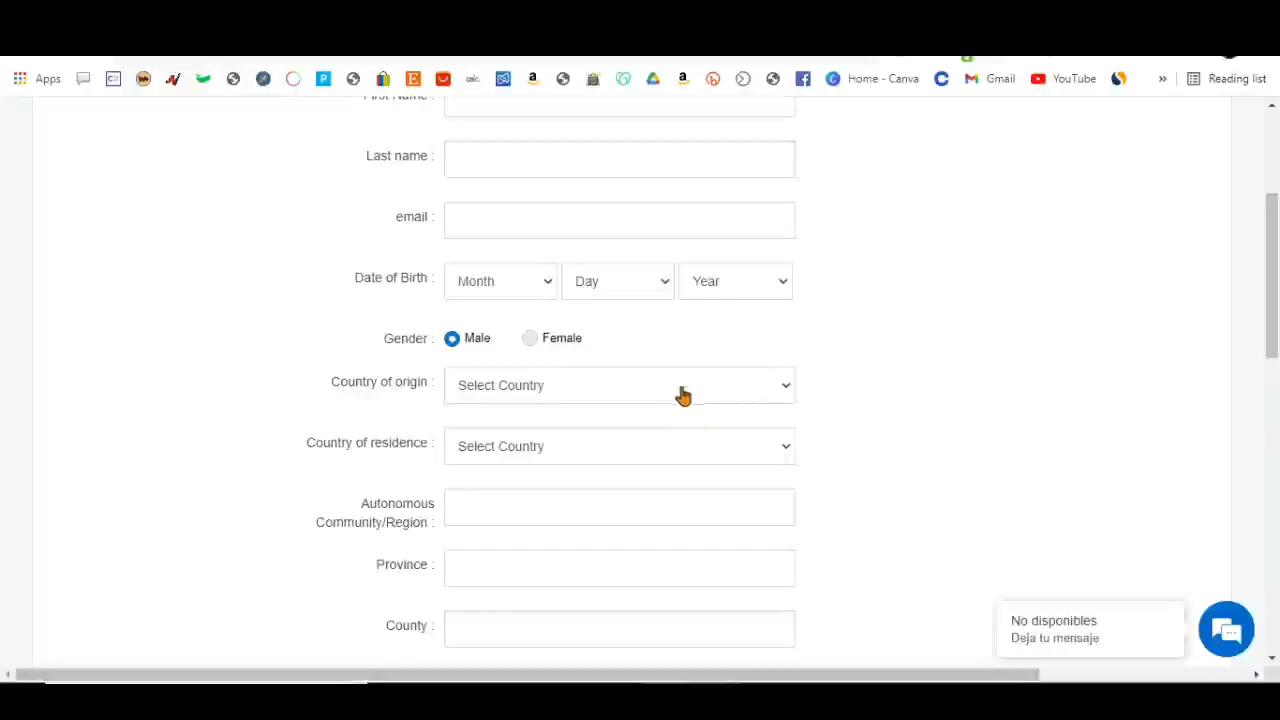 Apps
Home - Canva
Gmail
YouTube
»
Reading list
First Name :
Last name :
email :
Date of Birth :
Month
Day
Year
Gender :
Male
Female
Country of origin :
Select Country
Country of residence :
Select Country
Autonomous
Community/Region :
Province :
County :
No disponibles
Deja tu mensaje